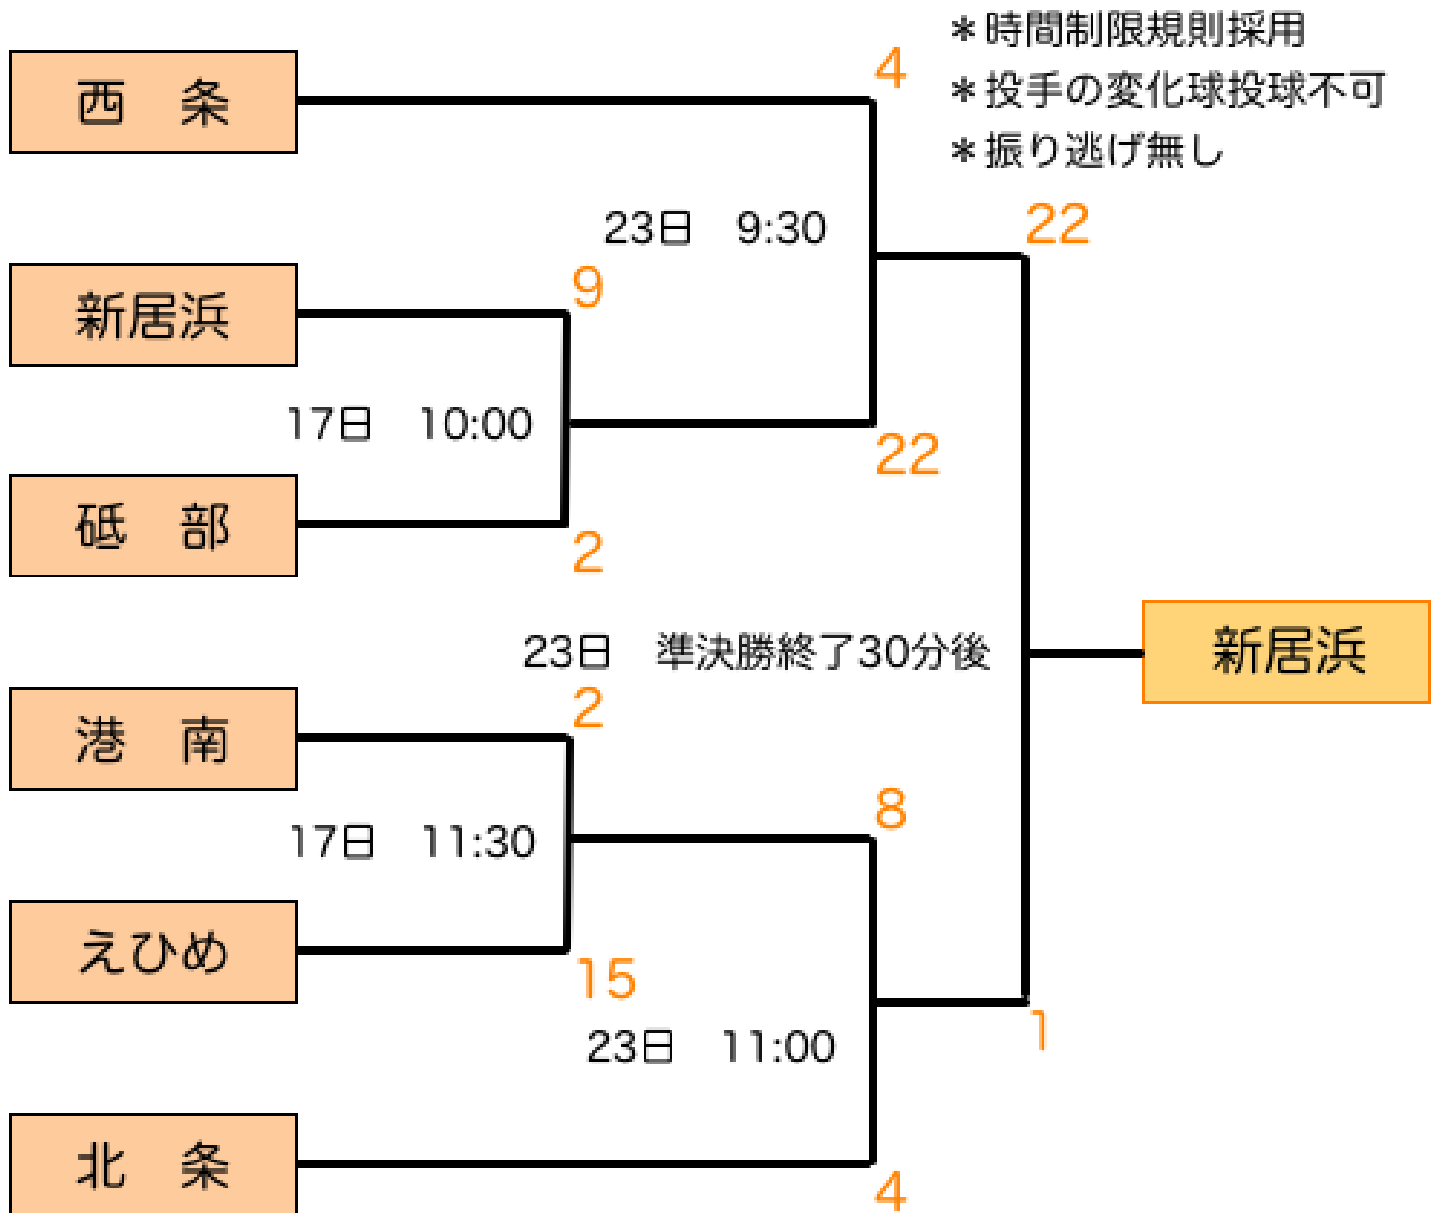 ＊時間制限規則採用
＊投手の変化球投球不可
＊振り逃げ無し
4
西　条
23日　9:30
22
9
新居浜
17日　10:00
22
砥　部
2
23日　準決勝終了30分後
新居浜
2
港　南
8
17日　11:30
えひめ
15
23日　11:00
1
北　条
4